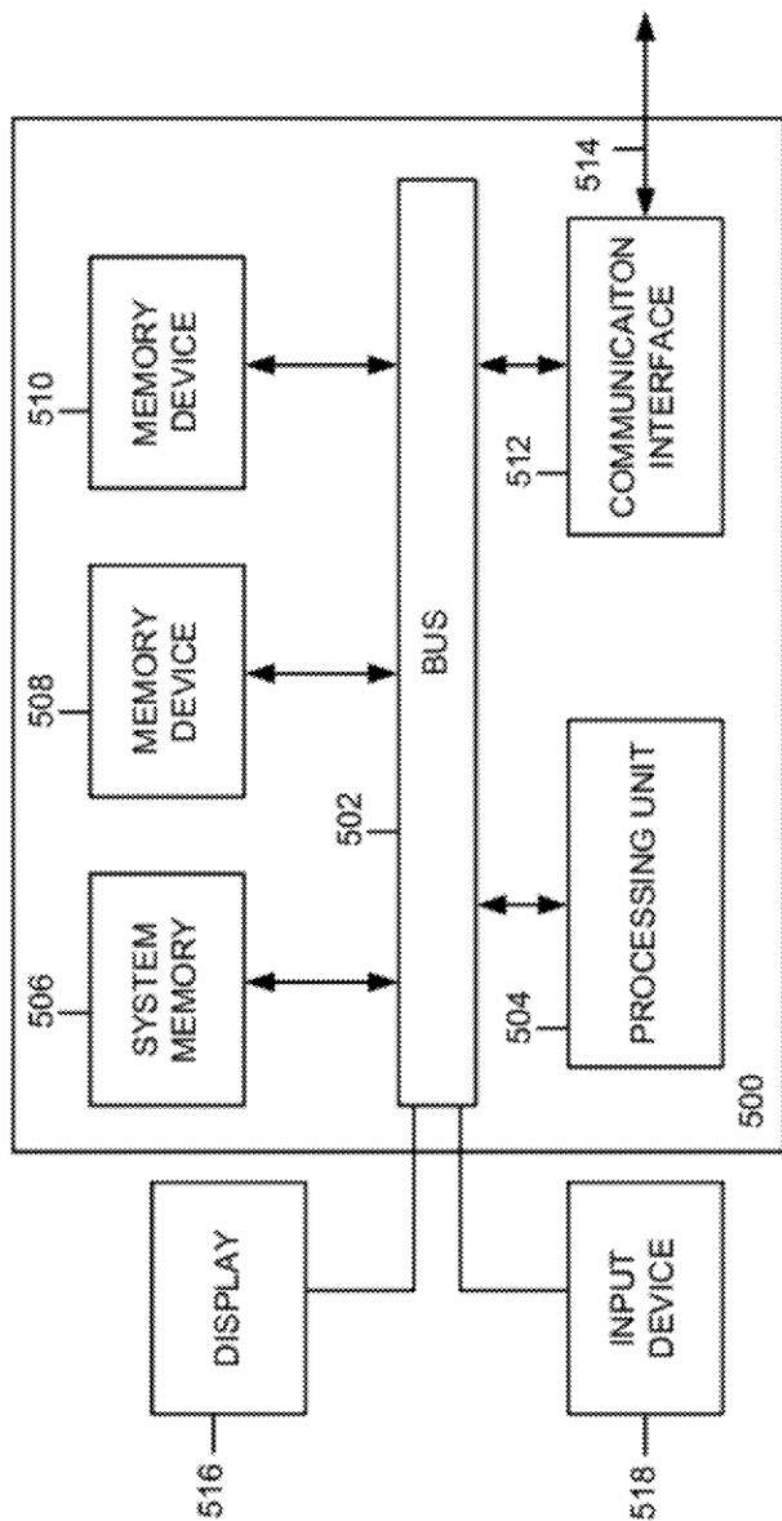 506
508
510
SYSTEM
MEMORY
MEMORY
DEVICE
MEMORY
DEVICE
516
DISPLAY
502
BUS
514
504
512
518
INPUT
DEVICE
PROCESSING UNIT
COMMUNICAITON
INTERFACE
500